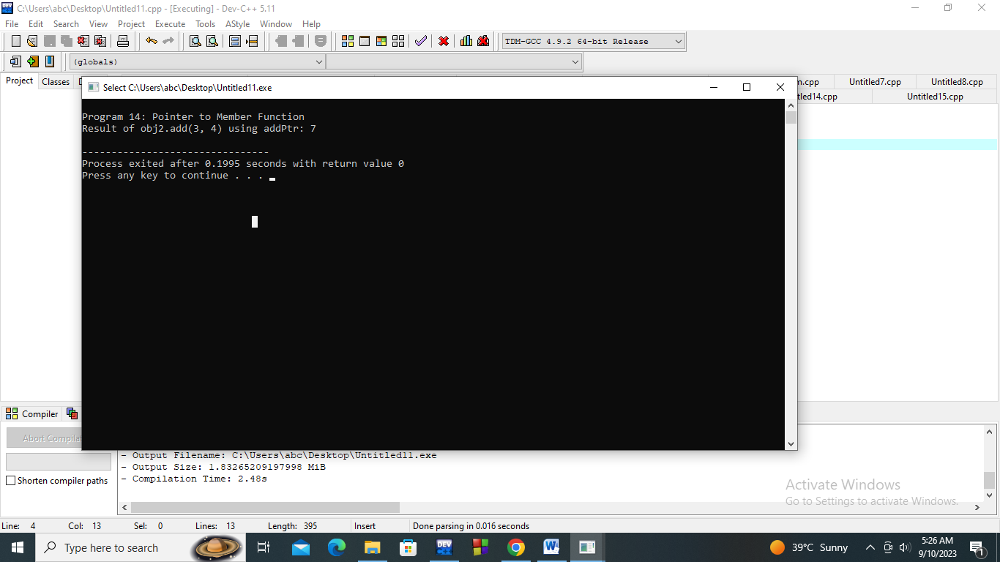 C:\Users\abc\Desktop\Untitled11.cpp - [Executing] - Dev-C++ 5.11
File Edit Search View Project Execute Tools AStyle Window Help
TDM-GCC 4.9.2 64-bit Release
(globals)
Project Classes D m.cpp Untitled7.cpp Untitled8.cpp
tled14.cpp Untitled15.cpp
Select C:\Users\abc\Desktop\Untitled11.exe
Program 14: Pointer to Member Function
Result of obj2.add(3, 4) using addPtr: 7
--------------------------------
Process exited after 0.1995 seconds with return value 0
Press any key to continue . . .
Compiler
Abort Compilat
Shorten compiler paths
- Output Filename: C:\Users\abc\Desktop\Untitled11.exe
- Output Size: 1.83265209197998 MiB
- Compilation Time: 2.48s
Activate Windows
Go to Settings to activate Windows.
Line: 4 Col: 13 Sel: 0 Lines: 13 Length: 395 Insert Done parsing in 0.016 seconds
Type here to search
DEV
39°C Sunny
5:26 AM
9/10/2023
1